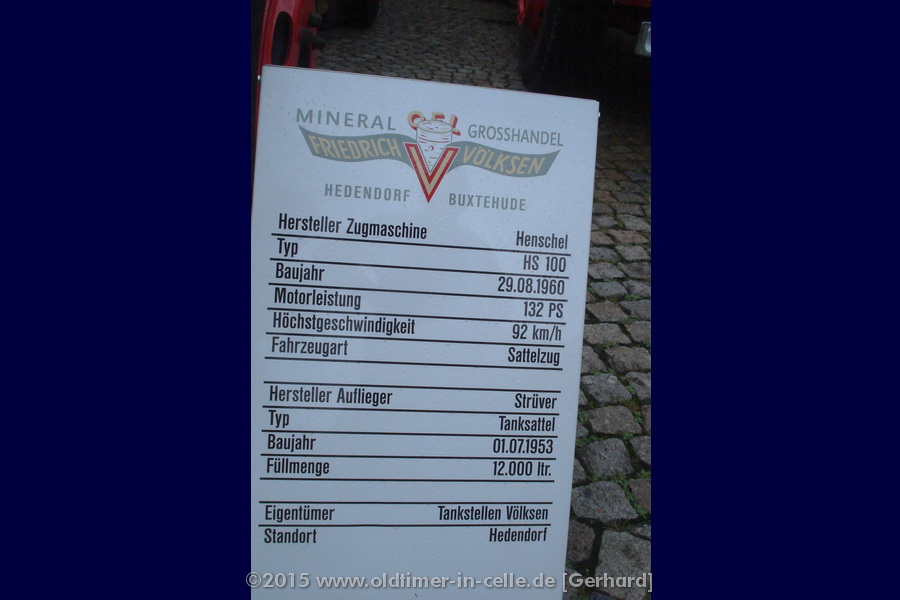 MINERAL OEL GROSSHANDEL
FRIEDRICH V VÖLKSEN
HEDENDORF BUXTEHUDE
Hersteller Zugmaschine Henschel
Typ HS 100
Baujahr 29.08.1960
Motorleistung 132 PS
Höchstgeschwindigkeit 92 km/h
Fahrzeugart Sattelzug
Hersteller Auflieger Strüver
Typ Tanksattel
Baujahr 01.07.1953
Füllmenge 12.000 ltr.
Eigentümer Tankstellen Völksen
Standort Hedendorf
©2015 www.oldtimer-in-celle.de [Gerhard]